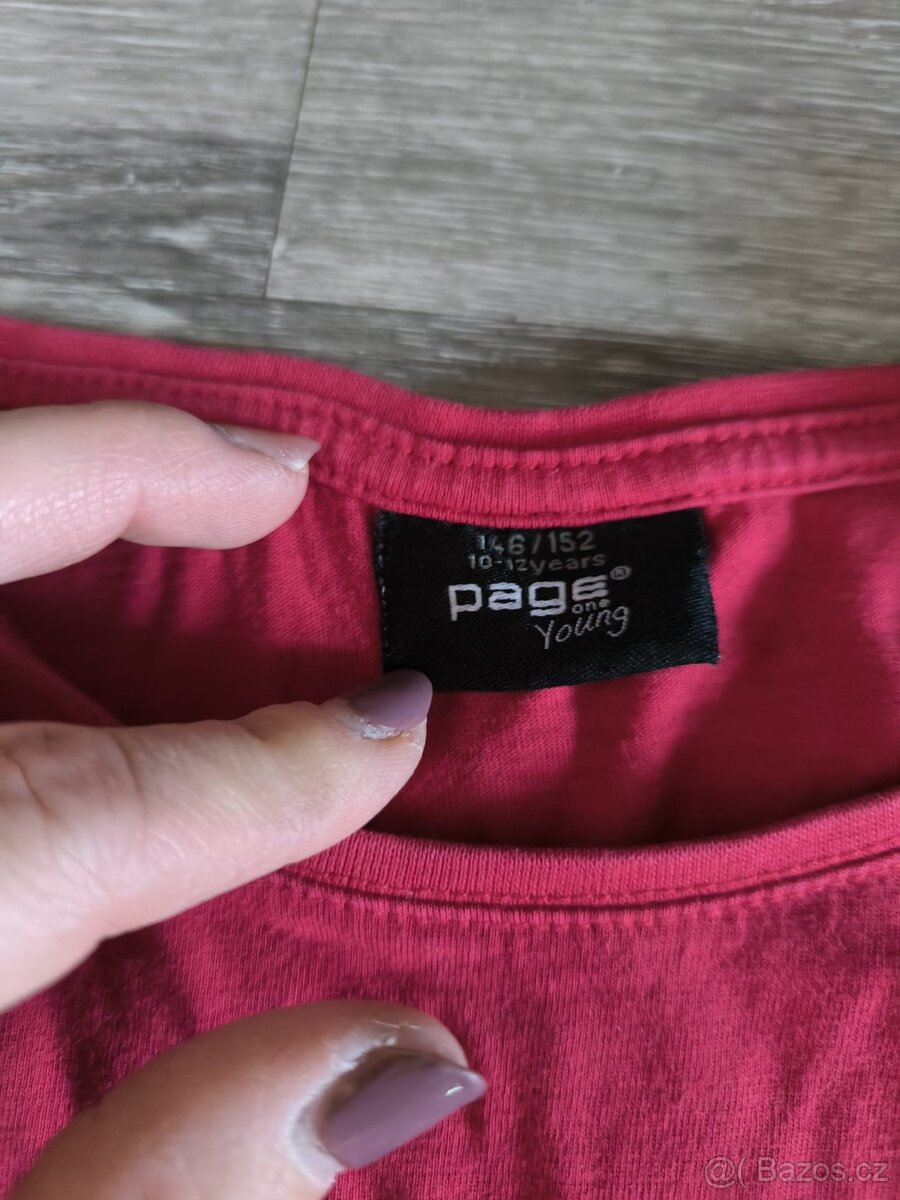 146/152
10-12years
page®
one
Young
@( Bazos.cz